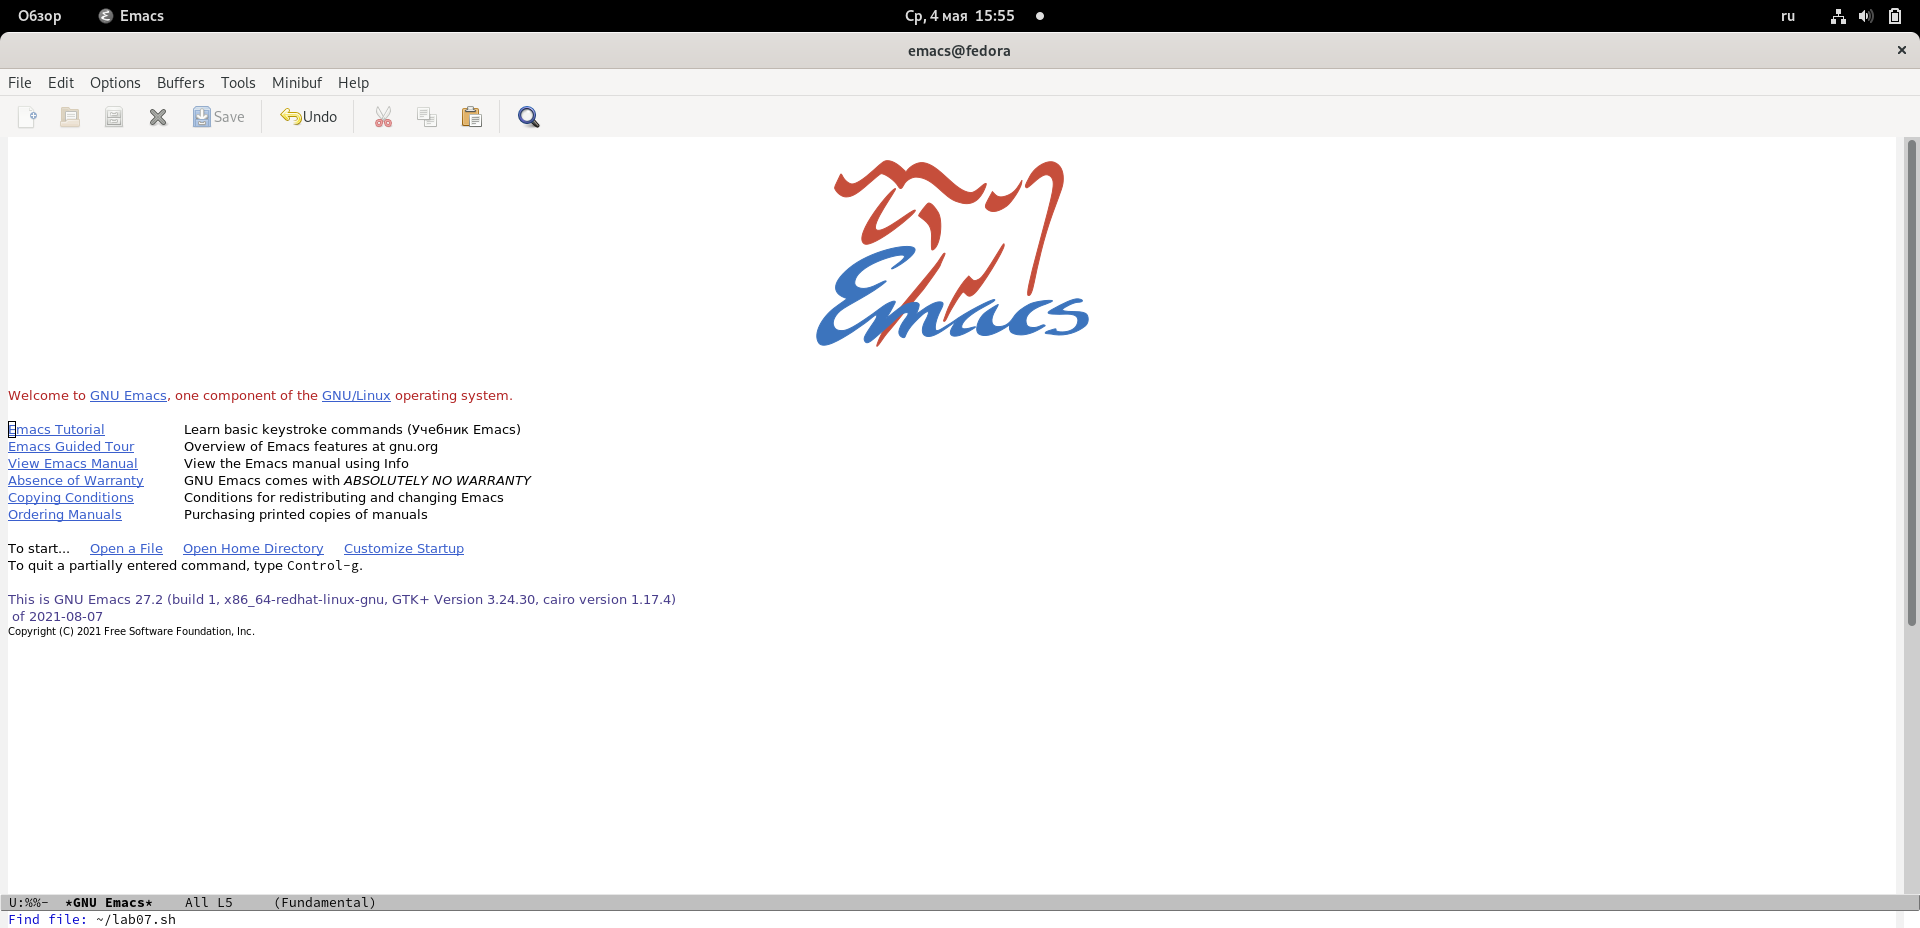 Обзор Emacs Ср, 4 мая 15:55 ru
emacs@fedora
File Edit Options Buffers Tools Minibuf Help
Save Undo
Emacs
Welcome to GNU Emacs, one component of the GNU/Linux operating system.
Emacs Tutorial Learn basic keystroke commands (Учебник Emacs)
Emacs Guided Tour Overview of Emacs features at gnu.org
View Emacs Manual View the Emacs manual using Info
Absence of Warranty GNU Emacs comes with ABSOLUTELY NO WARRANTY
Copying Conditions Conditions for redistributing and changing Emacs
Ordering Manuals Purchasing printed copies of manuals
To start... Open a File Open Home Directory Customize Startup
To quit a partially entered command, type Control-g.
This is GNU Emacs 27.2 (build 1, x86_64-redhat-linux-gnu, GTK+ Version 3.24.30, cairo version 1.17.4)
of 2021-08-07
Copyright (C) 2021 Free Software Foundation, Inc.
U:%%- *GNU Emacs* All L5 (Fundamental)
Find file: ~/lab07.sh